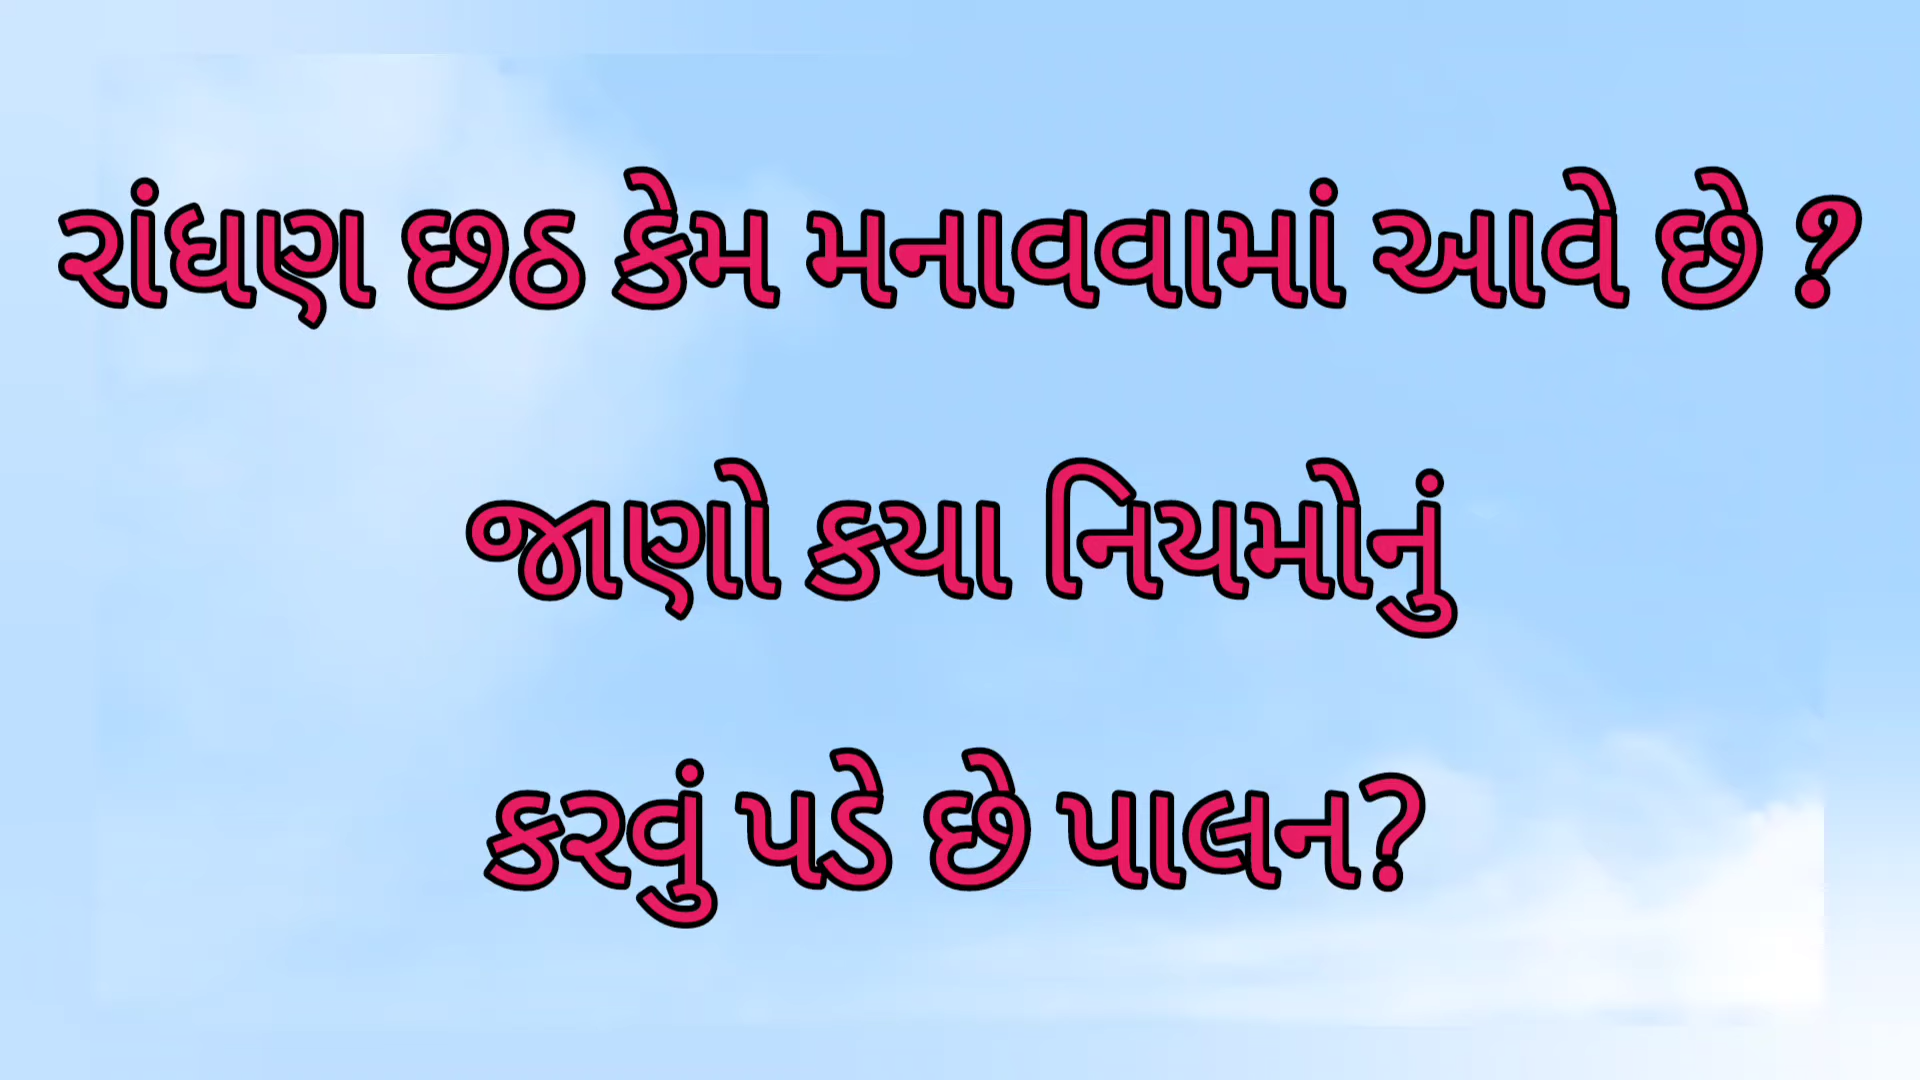 રાંધણ છઠ કેમ મનાવવામાં આવે છે ?
જાણો કયા નિયમોનું
કરવું પડે છે પાલન?